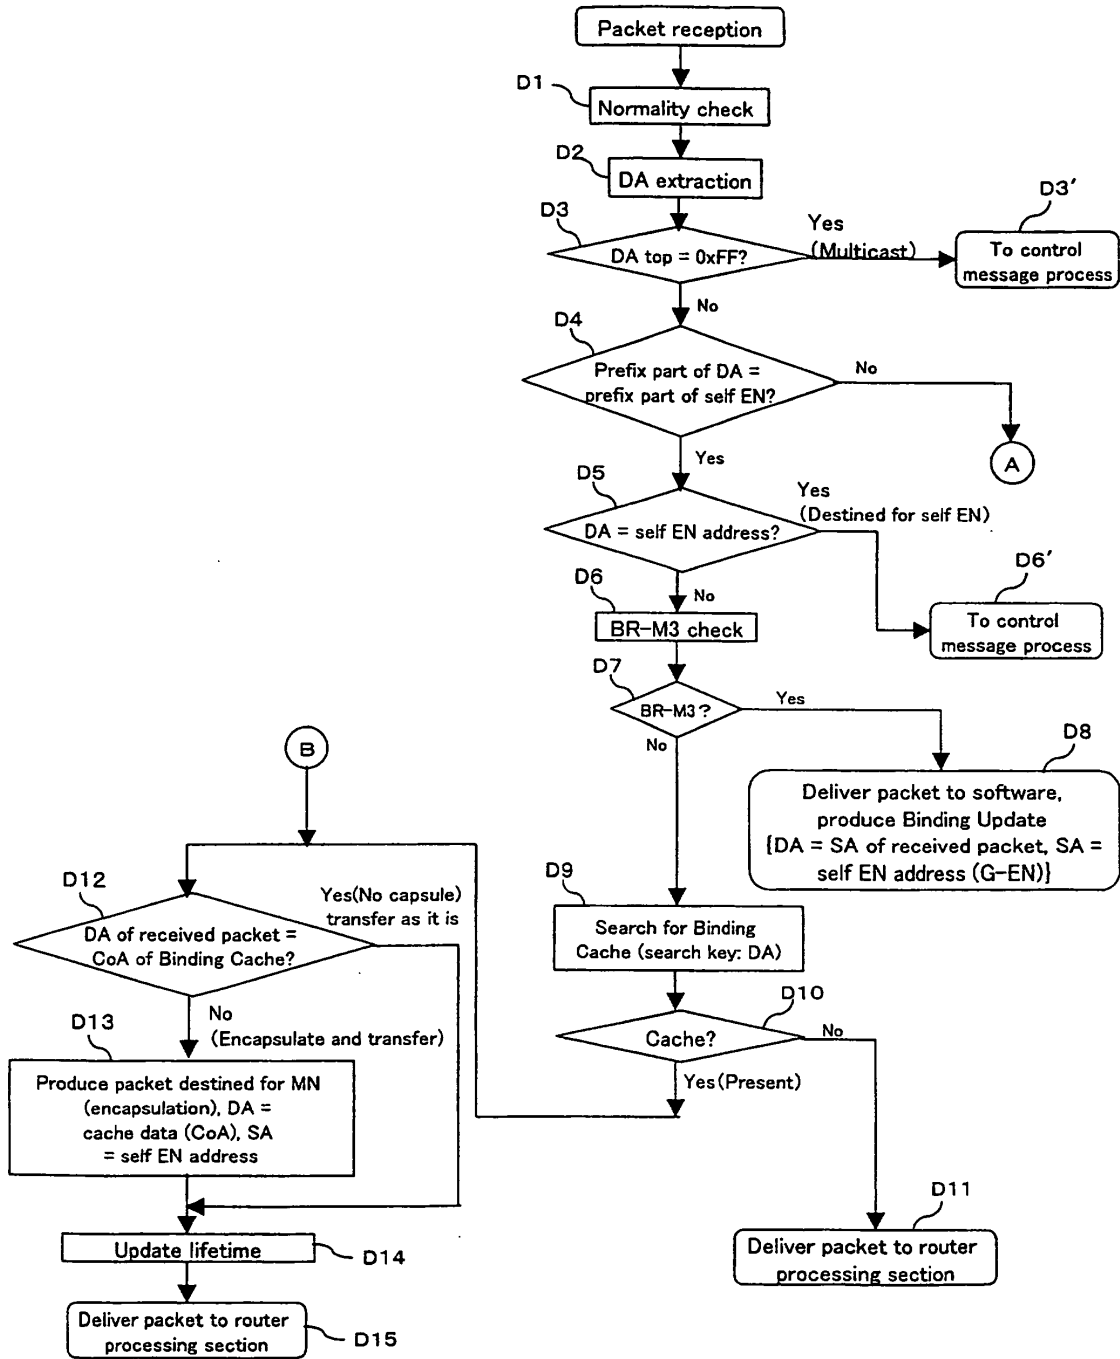 Packet reception
D1
Normality check
D2
DA extraction
D3
DA top = 0xFF?
Yes
(Multicast)
D3'
To control
message process
No
D4
Prefix part of DA =
prefix part of self EN?
No
A
Yes
D5
DA = self EN address?
Yes
(Destined for self EN)
D6'
To control
message process
No
D6
BR-M3 check
D7
BR-M3?
Yes
No
D8
Deliver packet to software,
produce Binding Update
{DA = SA of received packet, SA =
self EN address (G-EN)}
B
D9
Search for Binding
Cache (search key: DA)
D10
Cache?
No
Yes(Present)
D11
Deliver packet to router
processing section
D12
DA of received packet =
CoA of Binding Cache?
Yes(No capsule)
transfer as it is
No
(Encapsulate and transfer)
D13
Produce packet destined for MN
(encapsulation), DA =
cache data (CoA), SA
= self EN address
Update lifetime
D14
Deliver packet to router
processing section
D15